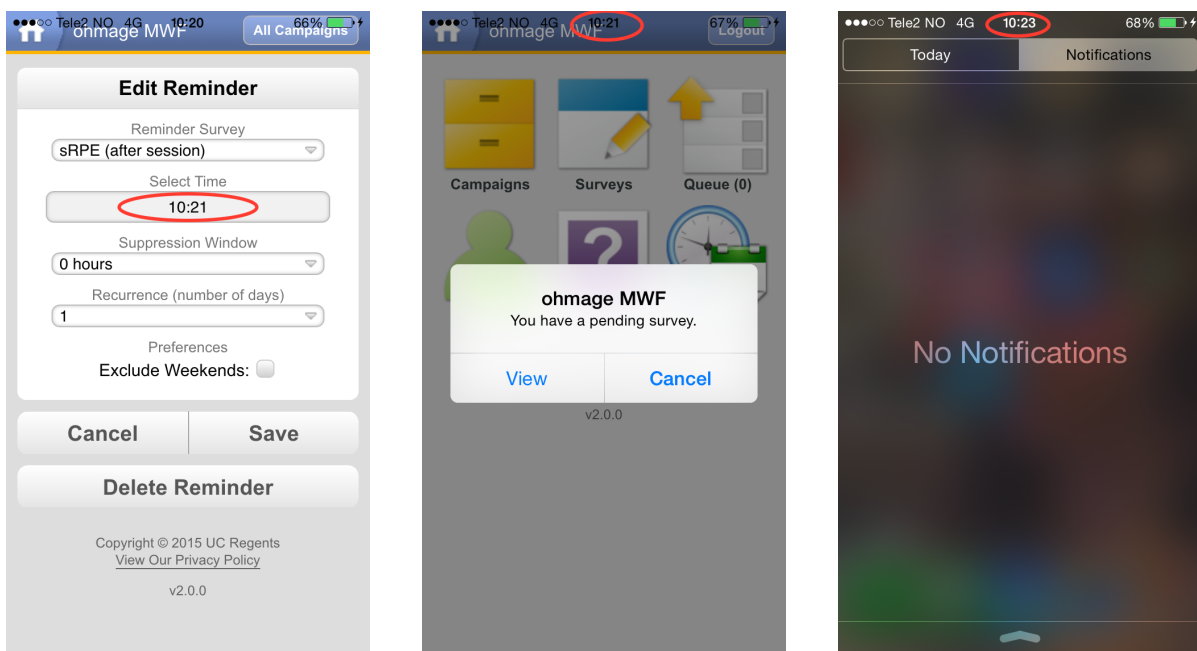 Tele2 NO 4G 10:20 66%
ohmage MWF All Campaigns
Edit Reminder
Reminder Survey
sRPE (after session)
Select Time
10:21
Suppression Window
0 hours
Recurrence (number of days)
1
Preferences
Exclude Weekends:
Cancel Save
Delete Reminder
Copyright © 2015 UC Regents
View Our Privacy Policy
v2.0.0
Tele2 NO 4G 10:21 67%
ohmage MWF Logout
Campaigns Surveys Queue (0)
ohmage MWF
You have a pending survey.
View Cancel
v2.0.0
Tele2 NO 4G 10:23 68%
Today Notifications
No Notifications